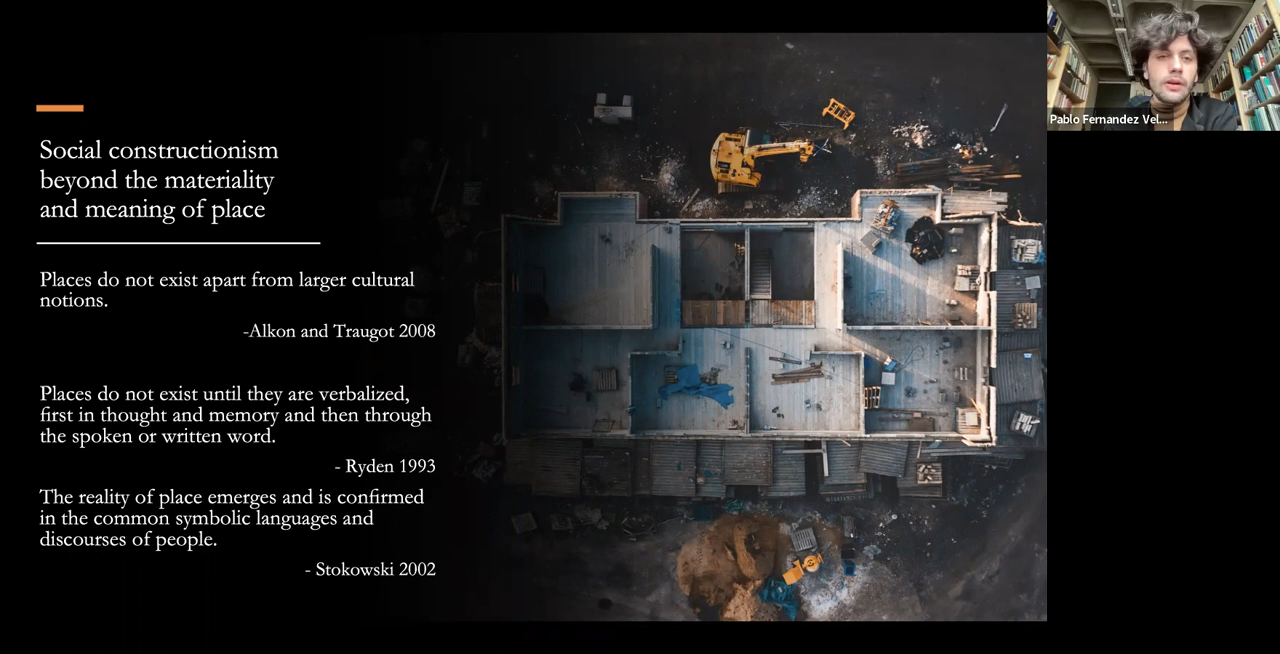 Social constructionism
beyond the materiality
and meaning of place
Places do not exist apart from larger cultural
notions.
-Alkon and Traugot 2008
Places do not exist until they are verbalized,
first in thought and memory and then through
the spoken or written word.
- Ryden 1993
The reality of place emerges and is confirmed
in the common symbolic languages and
discourses of people.
- Stokowski 2002
Pablo Fernandez Vel...